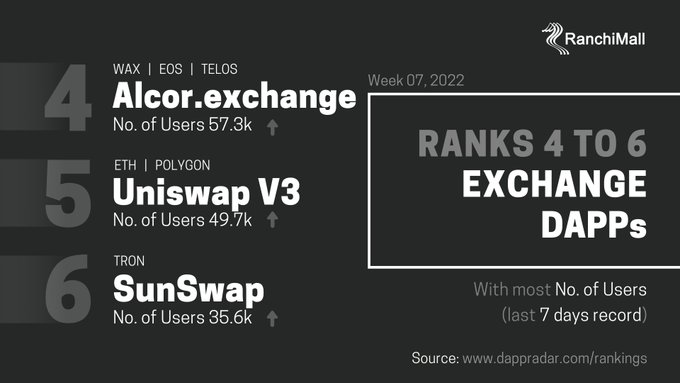 RanchiMall
Week 07, 2022
RANKS 4 TO 6
EXCHANGE
DAPPs
With most No. of Users
(last 7 days record)
4
WAX | EOS | TELOS
Alcor.exchange
No. of Users 57.3k
5
ETH | POLYGON
Uniswap V3
No. of Users 49.7k
6
TRON
SunSwap
No. of Users 35.6k
Source: www.dappradar.com/rankings